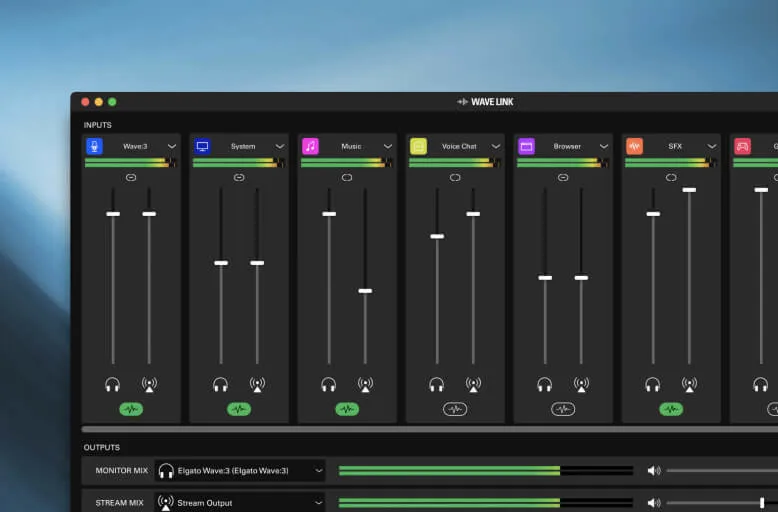 WAVE LINK
INPUTS
Wave:3
System
Music
Voice Chat
Browser
SFX
G
OUTPUTS
MONITOR MIX
Elgato Wave:3 (Elgato Wave:3)
STREAM MIX
Stream Output